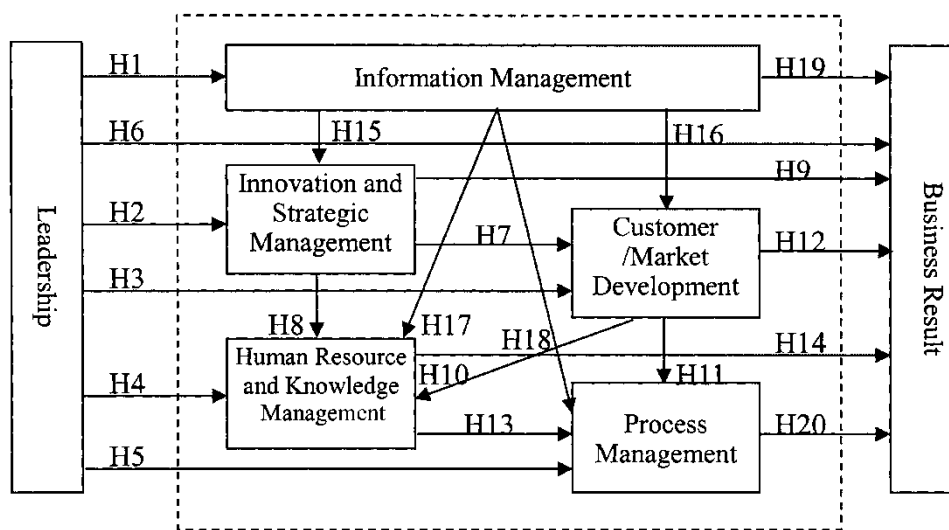 H1
Information Management
H19
H6
H15
H16
H9
Innovation and
Strategic
Management
H2
H7
Customer
/Market
Development
H12
Leadership
Business Result
H3
H8
H17
H18
H14
Human Resource
and Knowledge
Management
H10
H11
H4
H13
Process
Management
H20
H5